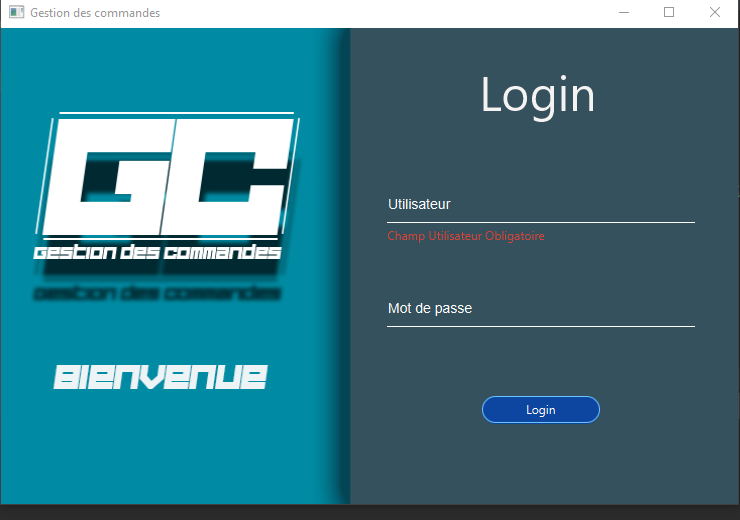 Gestion des commandes
GC
Gestion des commandes
Gestion des commandes
Bienvenue
Login
Utilisateur
Champ Utilisateur Obligatoire
Mot de passe
Login